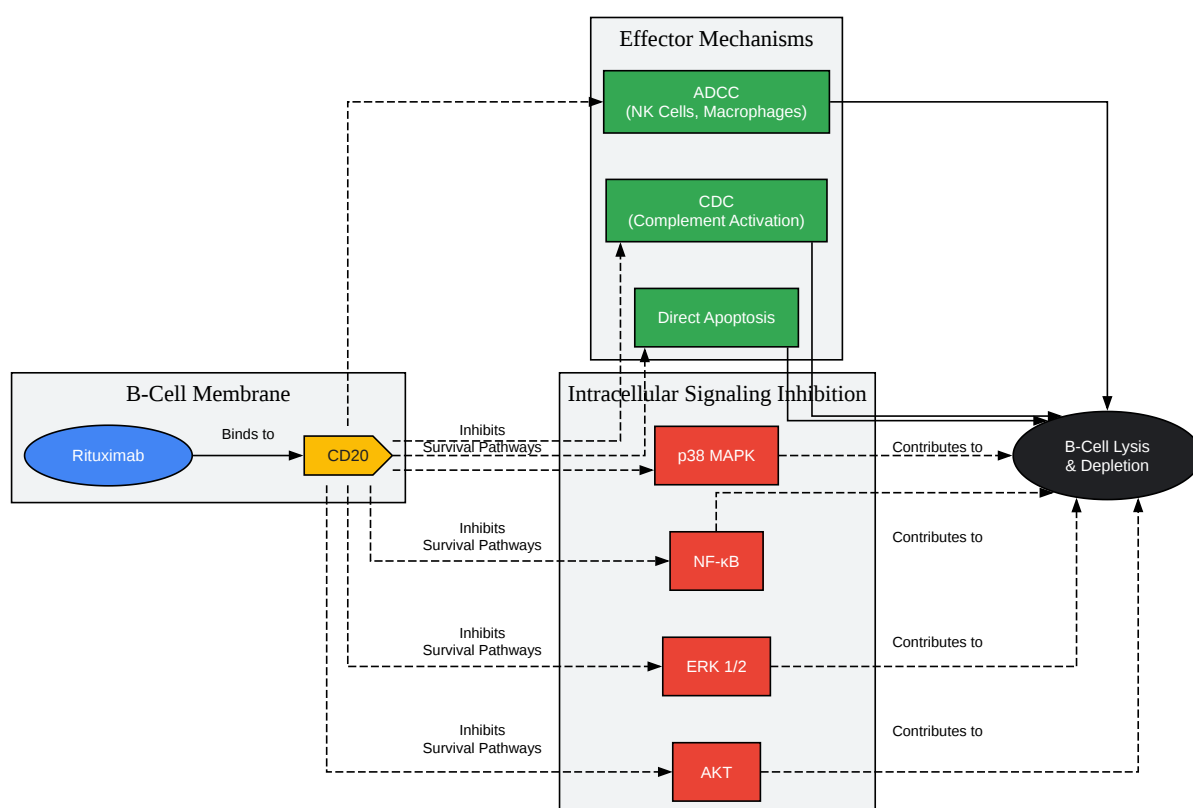 Effector Mechanisms
ADCC
(NK Cells, Macrophages)
CDC
(Complement Activation)
Direct Apoptosis
B-Cell Membrane
Rituximab
Binds to
CD20
Intracellular Signaling Inhibition
Inhibits
Survival Pathways
p38 MAPK
Contributes to
B-Cell Lysis
& Depletion
Inhibits
Survival Pathways
NF-κB
Contributes to
Inhibits
Survival Pathways
ERK 1/2
Contributes to
Inhibits
Survival Pathways
AKT
Contributes to